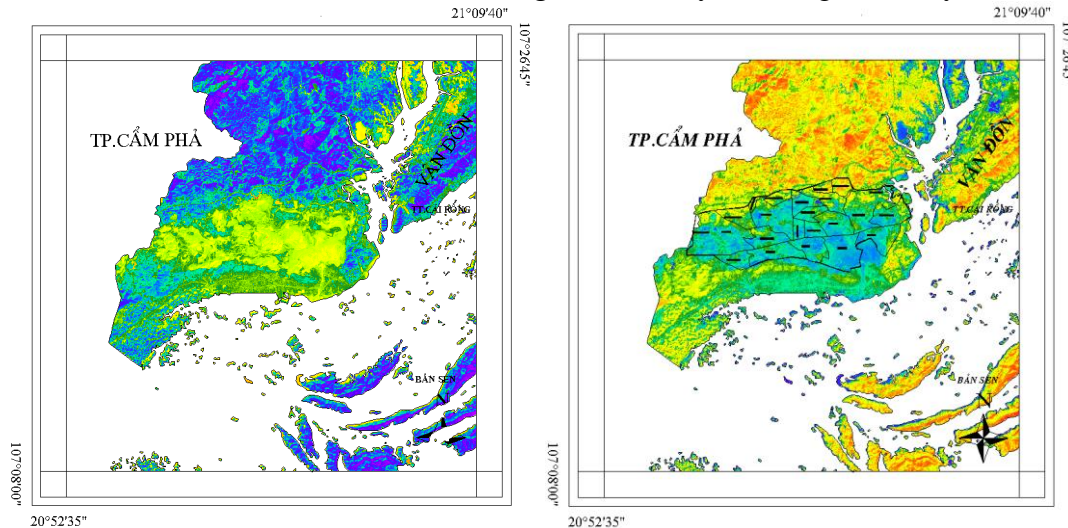 21°09'40"
107°26'45"
TP.CẨM PHẢ
VAN ĐỒN
TT.CÁI RỒNG
BẢN SEN
107°08'00"
20°52'35"
21°09'40"
TP.CẨM PHẢ
VAN ĐỒN
TT.CÁI RỒNG
BẢN SEN
N
107°08'00"
20°52'35"